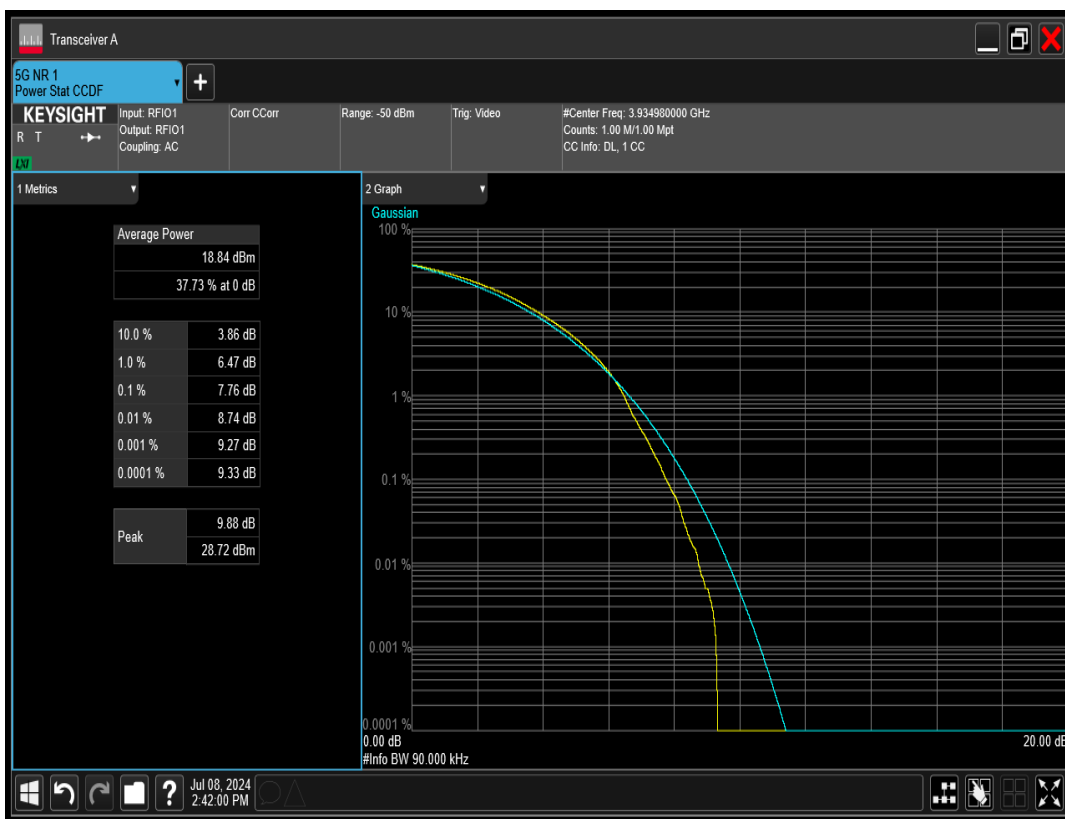 Transceiver A
5G NR 1
Power Stat CCDF
+
KEYSIGHT
R T
LXI
Input: RFIO1
Output: RFIO1
Coupling: AC
Corr CCorr
Range: -50 dBm
Trig: Video
#Center Freq: 3.934980000 GHz
Counts: 1.00 M/1.00 Mpt
CC Info: DL, 1 CC
1 Metrics
Average Power
18.84 dBm
37.73 % at 0 dB
10.0 % 3.86 dB
1.0 % 6.47 dB
0.1 % 7.76 dB
0.01 % 8.74 dB
0.001 % 9.27 dB
0.0001 % 9.33 dB
Peak
9.88 dB
28.72 dBm
2 Graph
Gaussian
100 %
10 %
1 %
0.1 %
0.01 %
0.001 %
0.0001 %
0.00 dB 20.00 dB
#Info BW 90.000 kHz
?
Jul 08, 2024
2:42:00 PM